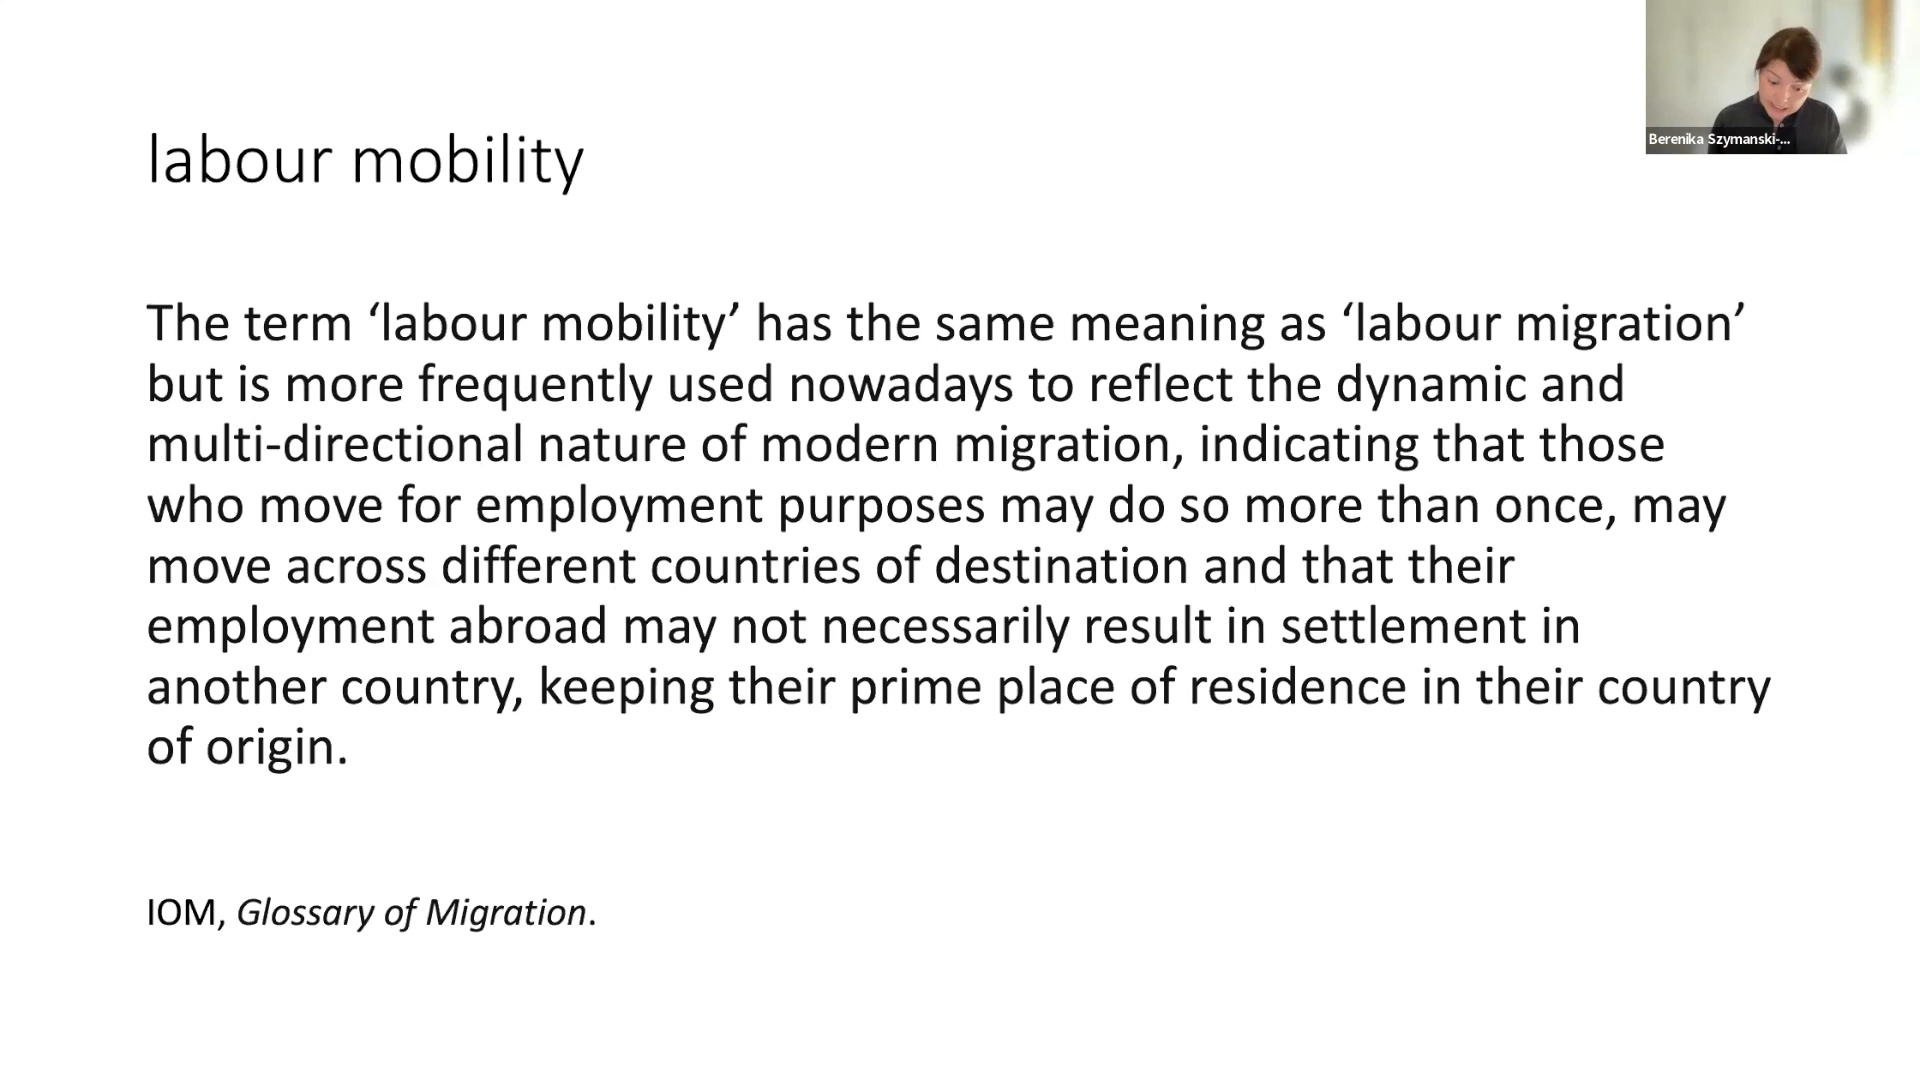 labour mobility
Berenika Szymanski-...
The term ‘labour mobility’ has the same meaning as ‘labour migration’
but is more frequently used nowadays to reflect the dynamic and
multi-directional nature of modern migration, indicating that those
who move for employment purposes may do so more than once, may
move across different countries of destination and that their
employment abroad may not necessarily result in settlement in
another country, keeping their prime place of residence in their country
of origin.
IOM, Glossary of Migration.